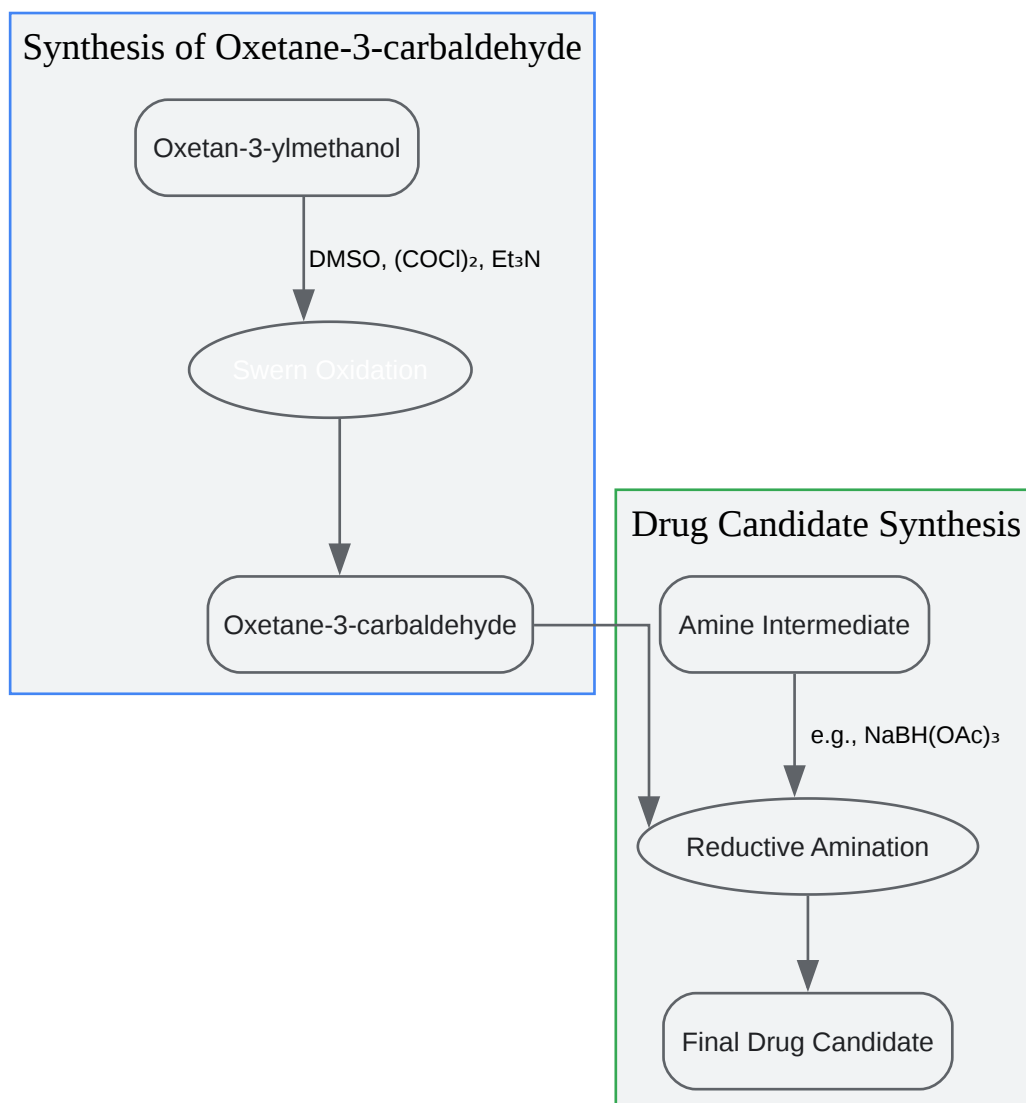 Synthesis of Oxetane-3-carbaldehyde
Oxetan-3-ylmethanol
DMSO, (COCl)₂, Et₃N
Swern Oxidation
Oxetane-3-carbaldehyde
Drug Candidate Synthesis
Amine Intermediate
e.g., NaBH(OAc)₃
Reductive Amination
Final Drug Candidate